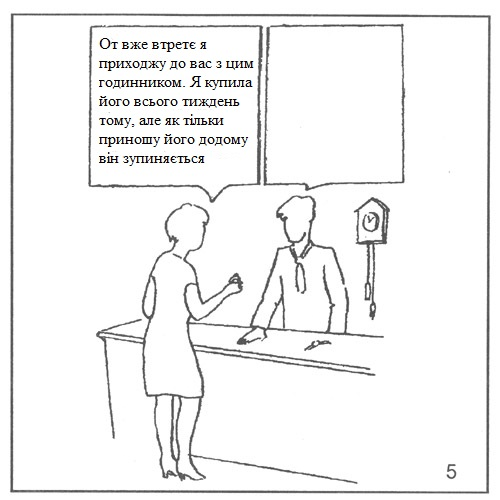 От вже втретє я
приходжу до вас з цим
годинником. Я купила
його всього тиждень
тому, але як тільки
приношу його додому
він зупиняється
5